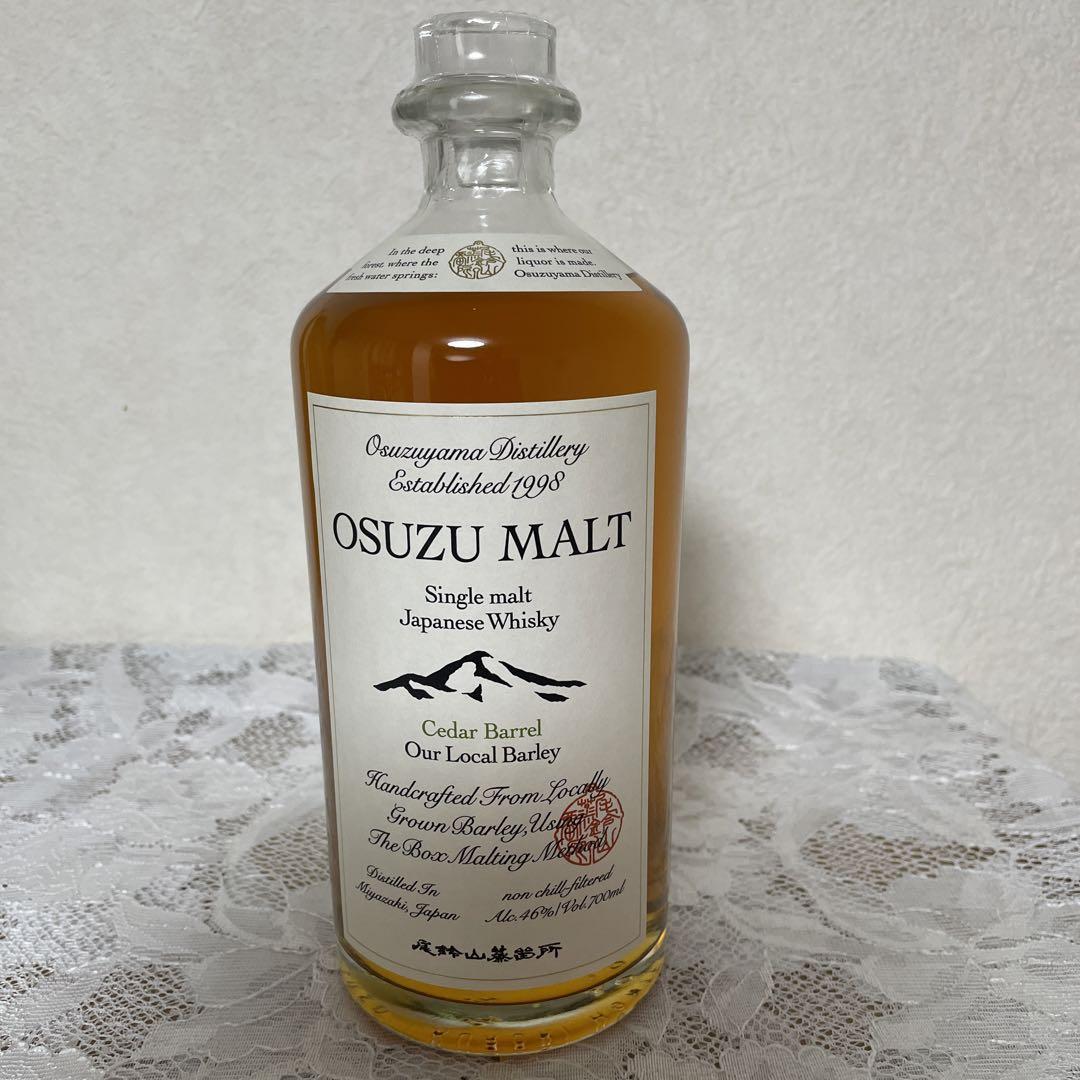 In the deep
forest, where the
fresh water springs:
this is where our
liquor is made.
Osuzuyama Distillery
Osuzuyama Distillery
Established 1998
OSUZU MALT
Single malt
Japanese Whisky
Cedar Barrel
Our Local Barley
Handcrafted From Locally
Grown Barley, Using
The Box Malting Method
Distilled In
Miyazaki, Japan
non chill-filtered
Alc.46%/Vol.700ml
尾鈴山蒸留所